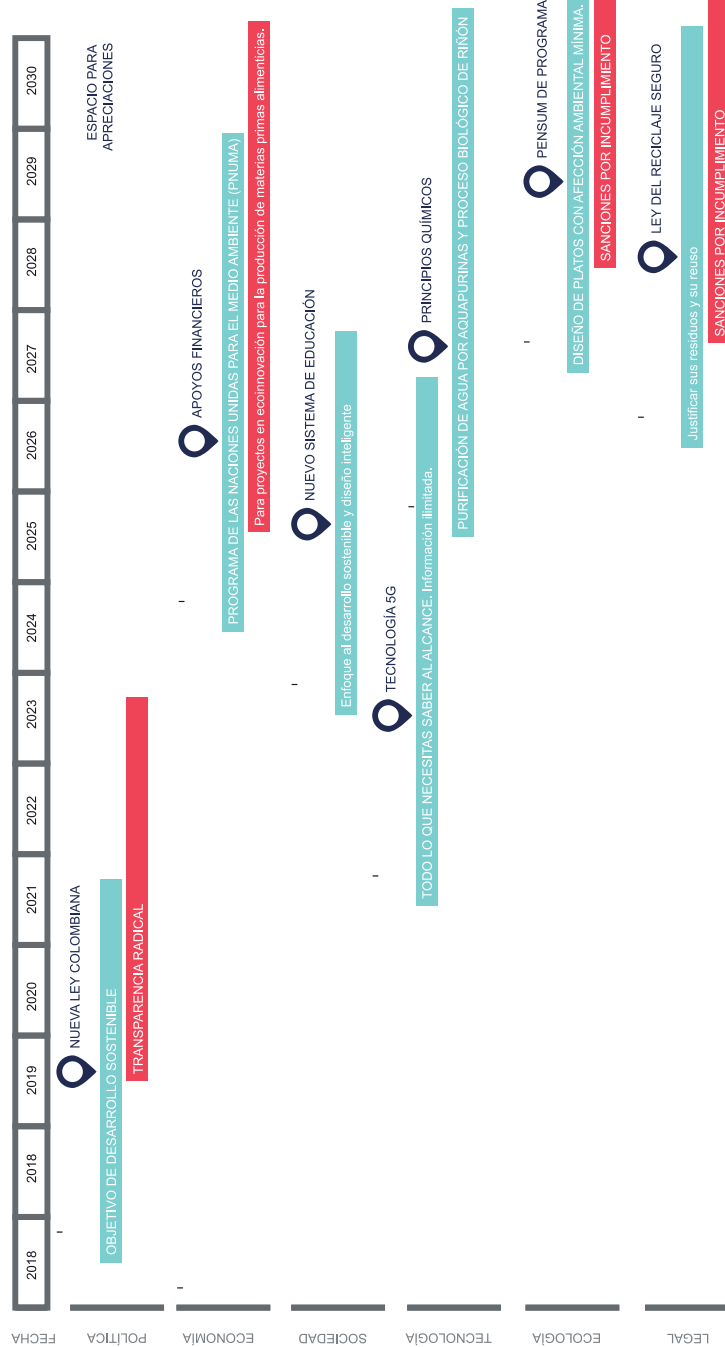 FECHA
2018
2018
2019
2020
2021
2022
2023
2024
2025
2026
2027
2028
2029
2030
POLÍTICA
NUEVA LEY COLOMBIANA
OBJETIVO DE DESARROLLO SOSTENIBLE
TRANSPARENCIA RADICAL
ESPACIO PARA
APRECIACIONES
ECONOMÍA
APOYOS FINANCIEROS
PROGRAMA DE LAS NACIONES UNIDAS PARA EL MEDIO AMBIENTE (PNUMA)
Para proyectos en ecoinnovación para la producción de materias primas alimenticias.
SOCIEDAD
NUEVO SISTEMA DE EDUCACIÓN
Enfoque al desarrollo sostenible y diseño inteligente
TECNOLOGÍA
TECNOLOGÍA 5G
TODO LO QUE NECESITAS SABER AL ALCANCE. Información ilimitada.
PRINCIPIOS QUÍMICOS
PURIFICACIÓN DE AGUA POR AQUAPURINAS Y PROCESO BIOLÓGICO DE RIÑÓN
ECOLOGÍA
PENSUM DE PROGRAMA
DISEÑO DE PLATOS CON AFECCIÓN AMBIENTAL MÍNIMA.
SANCIONES POR INCUMPLIMIENTO
LEGAL
LEY DEL RECICLAJE SEGURO
Justificar sus residuos y su reuso
SANCIONES POR INCUMPLIMIENTO